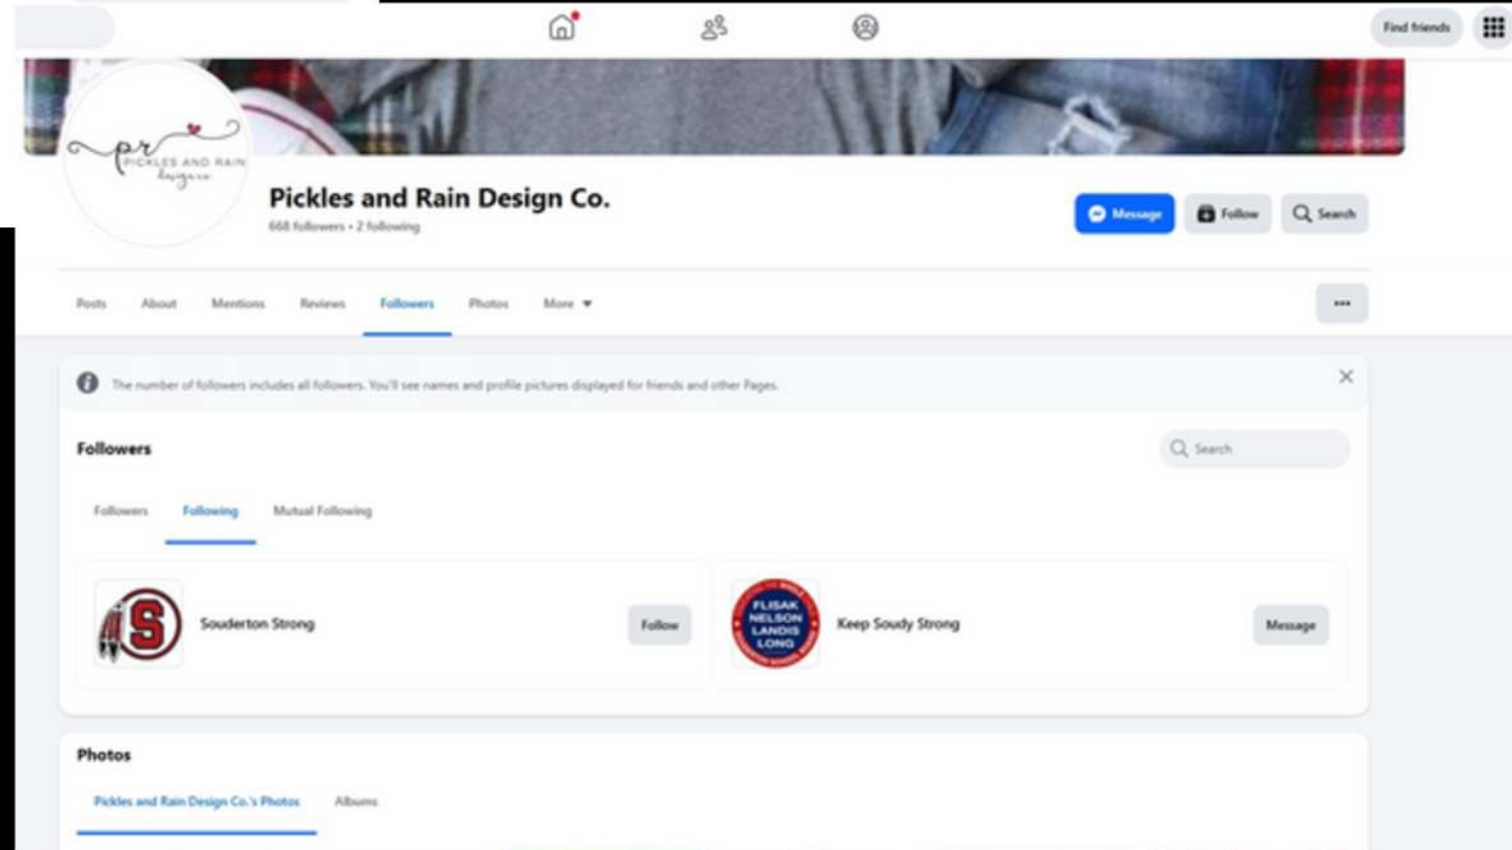 Find friends
pr
PICKLES AND RAIN
design co.
Pickles and Rain Design Co.
668 followers • 2 following
Message
Follow
Search
Posts
About
Mentions
Reviews
Followers
Photos
More
The number of followers includes all followers. You'll see names and profile pictures displayed for friends and other Pages.
Followers
Search
Followers
Following
Mutual Following
S
Souderton Strong
Follow
FLISAK
NELSON
LANDIS
LONG
Keep Soudy Strong
Message
Photos
Pickles and Rain Design Co.'s Photos
Albums